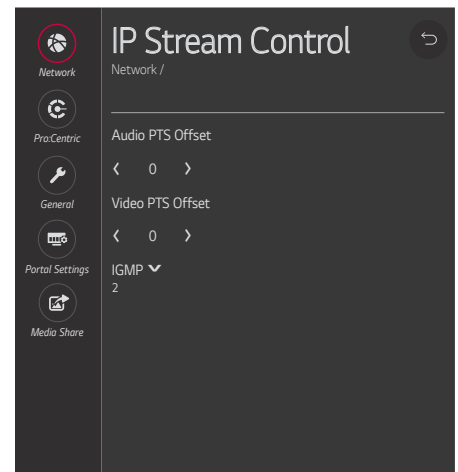 Network
Pro:Centric
General
Portal Settings
Media Share
IP Stream Control
Network /
Audio PTS Offset
0
Video PTS Offset
0
IGMP
2